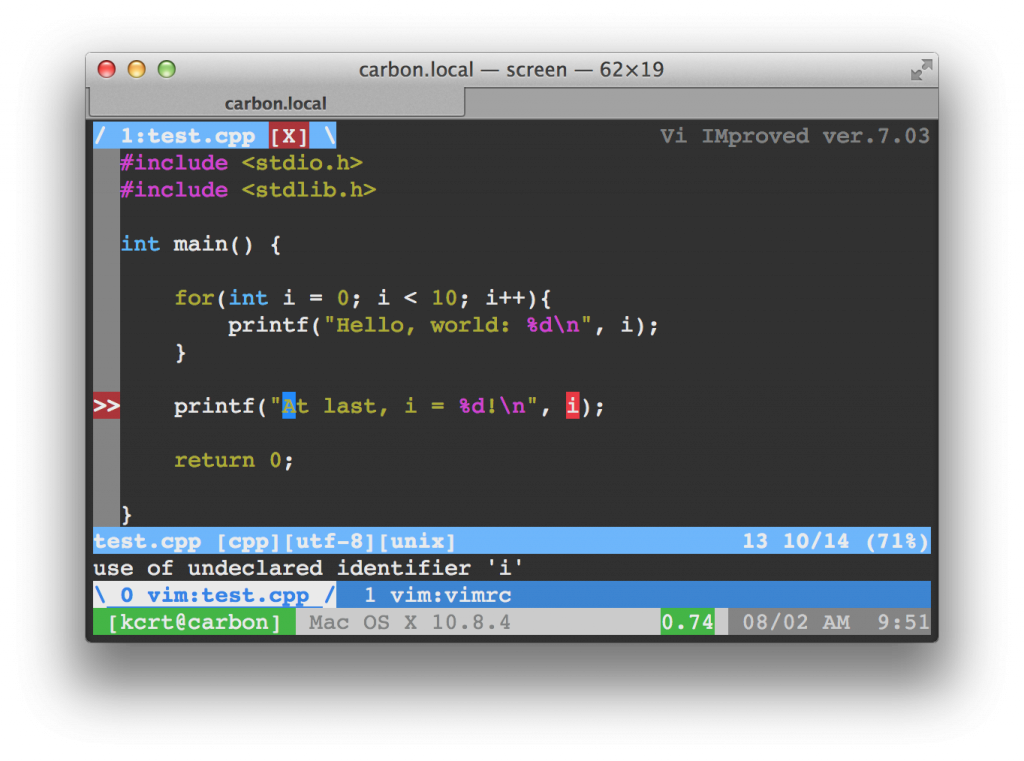 carbon.local — screen — 62×19
carbon.local
/ 1:test.cpp [X] \ Vi IMproved ver.7.03
#include <stdio.h>
#include <stdlib.h>
int main() {
for(int i = 0; i < 10; i++){
printf("Hello, world: %d\n", i);
}
>> printf("At last, i = %d!\n", i);
return 0;
}
test.cpp [cpp][utf-8][unix] 13 10/14 (71%)
use of undeclared identifier 'i'
\ 0 vim:test.cpp / 1 vim:vimrc
[kcrt@carbon] Mac OS X 10.8.4 0.74 08/02 AM 9:51